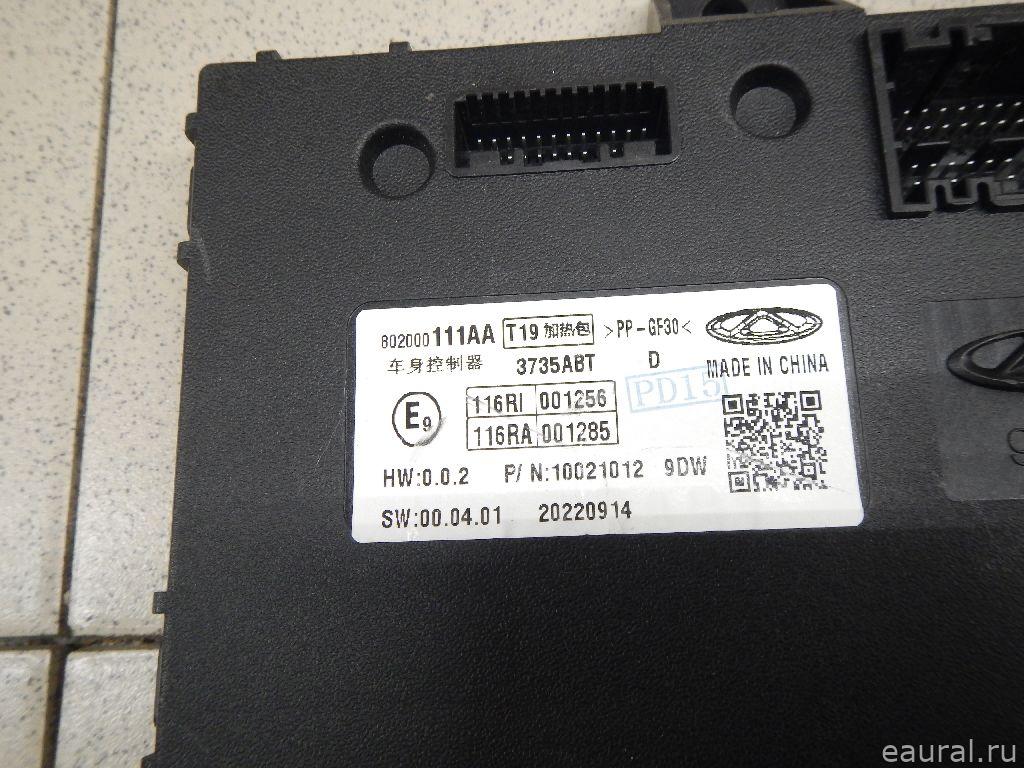 802000111AA T19 加热包 >PP-GF30<
车身控制器 3735ABT D MADE IN CHINA
PD15
E9 116RI 001256
116RA 001285
HW:0.0.2 P/N:10021012 9DW
SW:00.04.01 20220914
eaural.ru